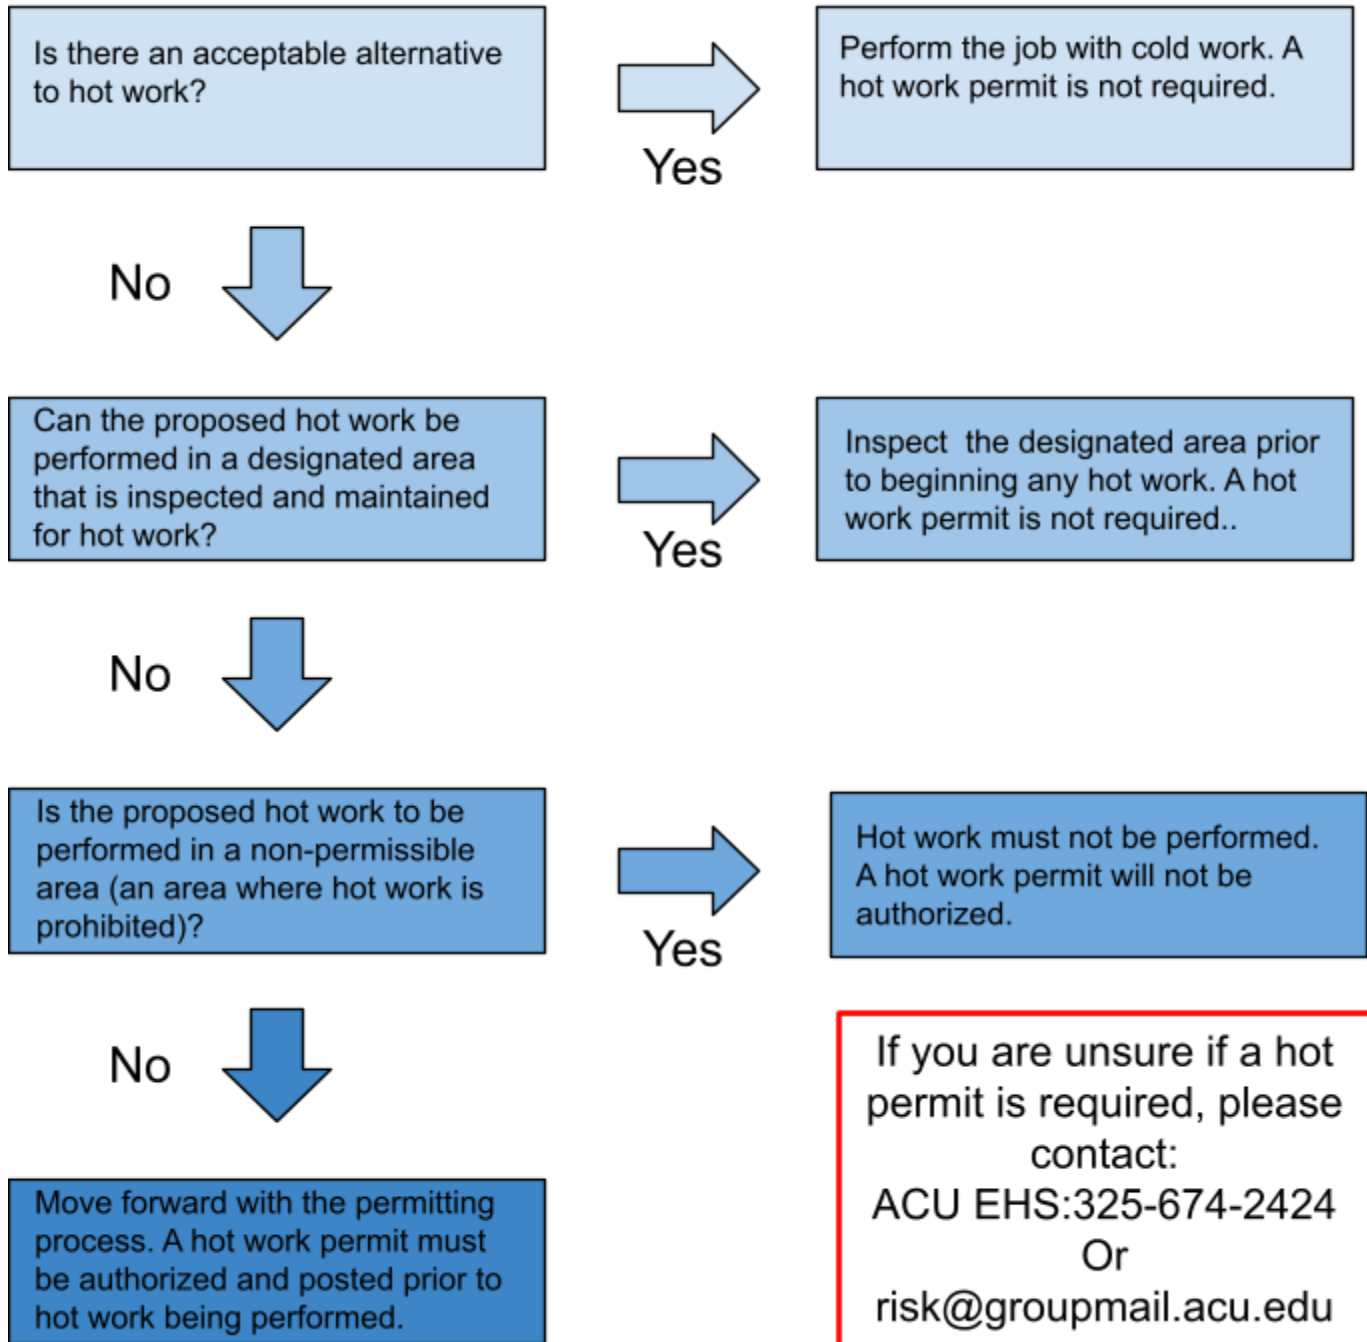 Is there an acceptable alternative
to hot work?
Yes
Perform the job with cold work. A
hot work permit is not required.
No
Can the proposed hot work be
performed in a designated area
that is inspected and maintained
for hot work?
Yes
Inspect  the designated area prior
to beginning any hot work. A hot
work permit is not required..
No
Is the proposed hot work to be
performed in a non-permissible
area (an area where hot work is
prohibited)?
Yes
Hot work must not be performed.
A hot work permit will not be
authorized.
No
Move forward with the permitting
process. A hot work permit must
be authorized and posted prior to
hot work being performed.
If you are unsure if a hot
permit is required, please
contact:
ACU EHS:325-674-2424
Or
risk@groupmail.acu.edu